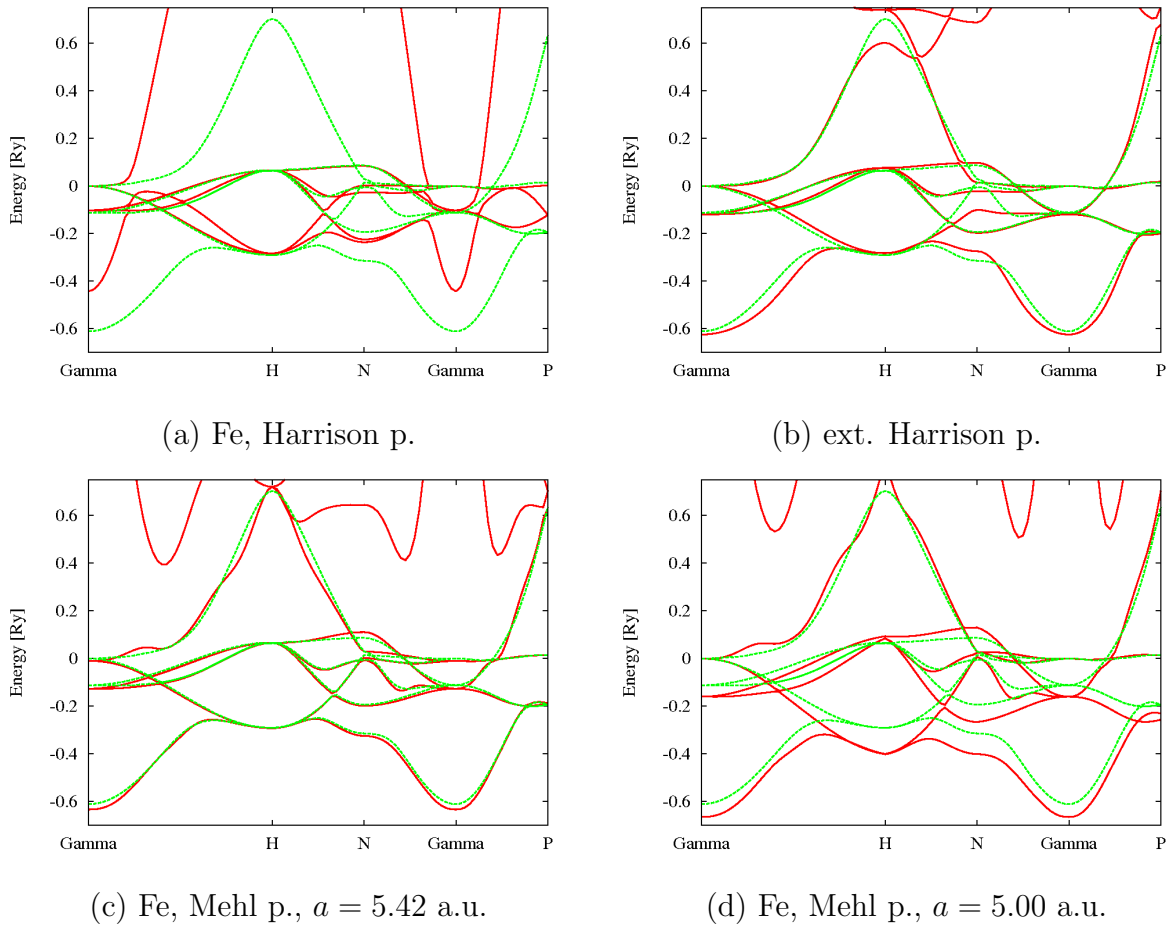 0.6
0.4
0.2
0
-0.2
-0.4
-0.6
Energy [Ry]
Gamma H N Gamma P
(a) Fe, Harrison p.
0.6
0.4
0.2
0
-0.2
-0.4
-0.6
Energy [Ry]
Gamma H N Gamma P
(b) ext. Harrison p.
0.6
0.4
0.2
0
-0.2
-0.4
-0.6
Energy [Ry]
Gamma H N Gamma P
(c) Fe, Mehl p., a = 5.42 a.u.
0.6
0.4
0.2
0
-0.2
-0.4
-0.6
Energy [Ry]
Gamma H N Gamma P
(d) Fe, Mehl p., a = 5.00 a.u.